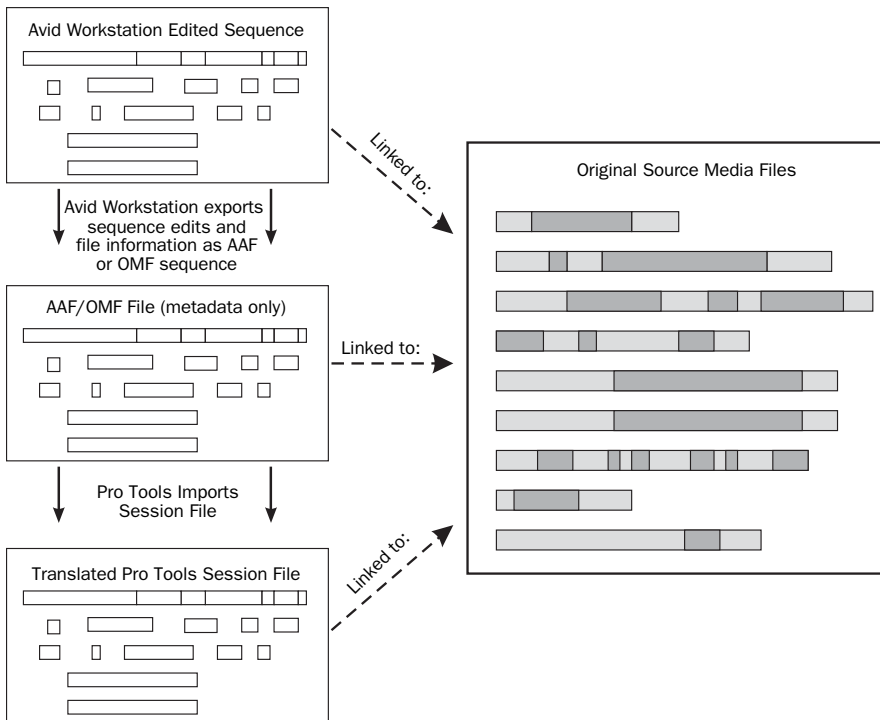 Avid Workstation Edited Sequence
Linked to:
Original Source Media Files
Avid Workstation exports
sequence edits and
file information as AAF
or OMF sequence
AAF/OMF File (metadata only)
Linked to:
Pro Tools Imports
Session File
Linked to:
Translated Pro Tools Session File